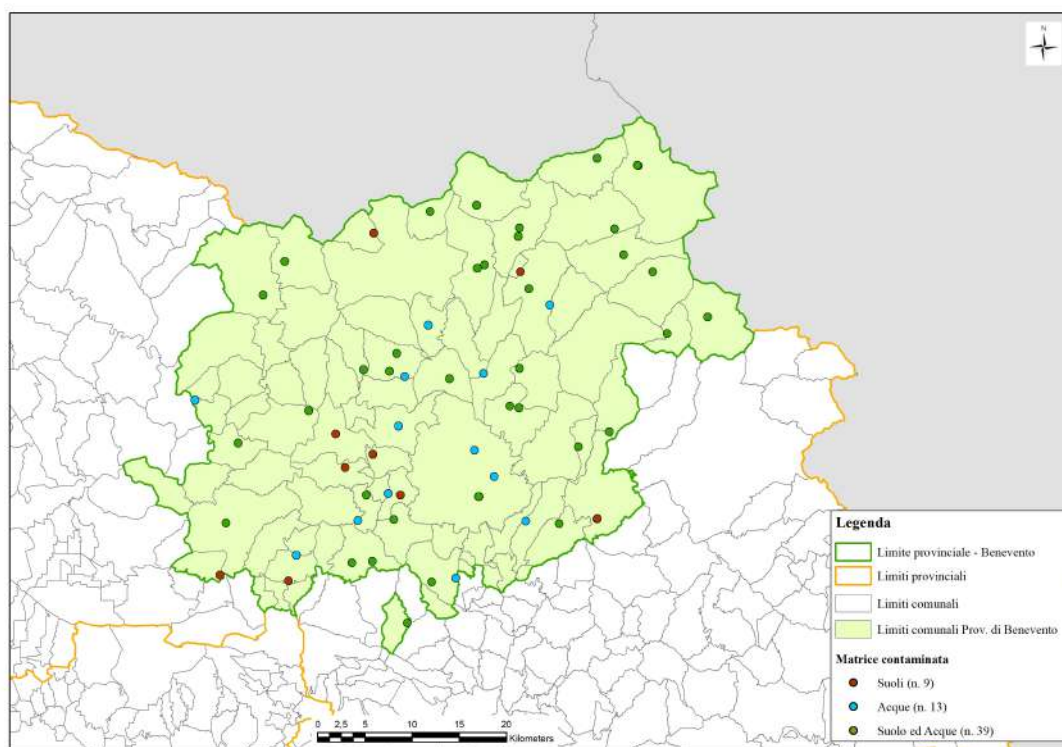 N
Legenda
Limite provinciale - Benevento
Limiti provinciali
Limiti comunali
Limiti comunali Prov. di Benevento
Matrice contaminata
Suoli (n. 9)
Acque (n. 13)
Suolo ed Acque (n. 39)
0 2,5 5 10 15 20
Kilometers